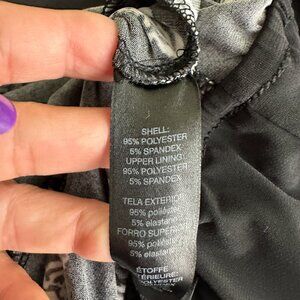 SHELL:
95% POLYESTER
5% SPANDEX
UPPER LINING:
95% POLYESTER
5% SPANDEX
TELA EXTERIOR:
95% poliéster
5% elastano
FORRO SUPERIOR:
95% poliéster
5% elastano
ÉTOFFE
POLYESTER